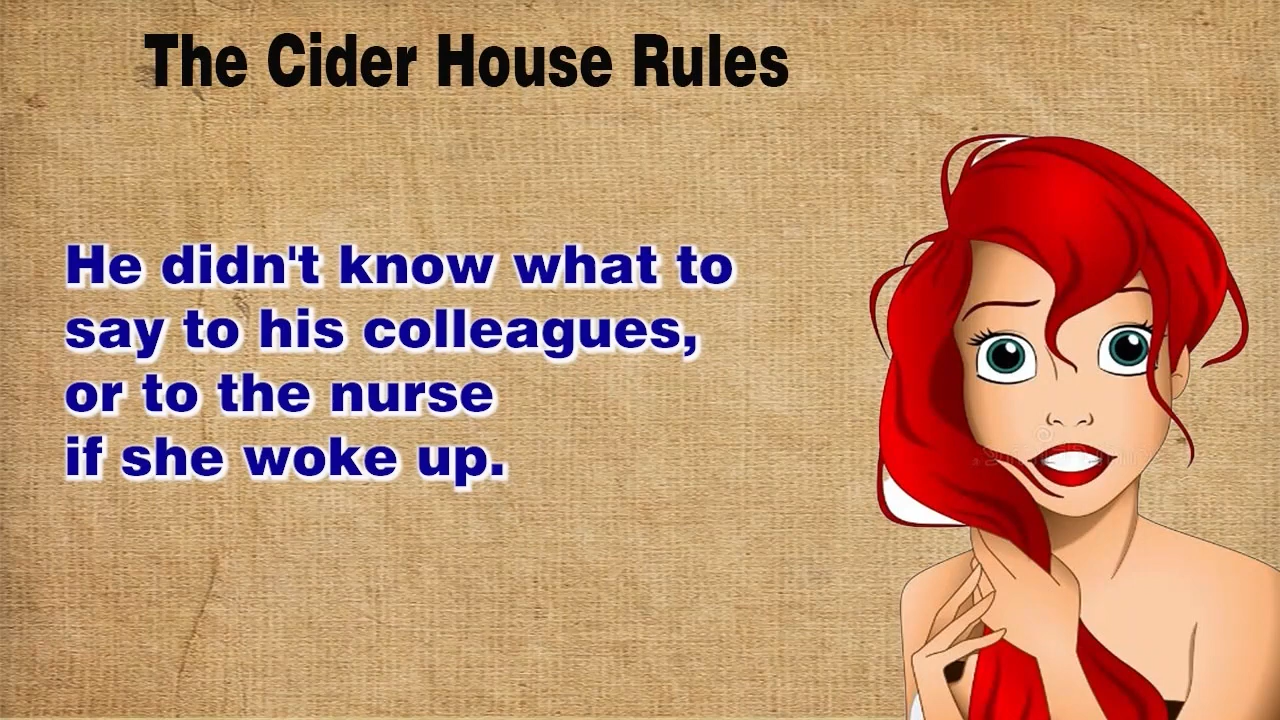 The Cider House Rules
He didn't know what to
say to his colleagues,
or to the nurse
if she woke up.